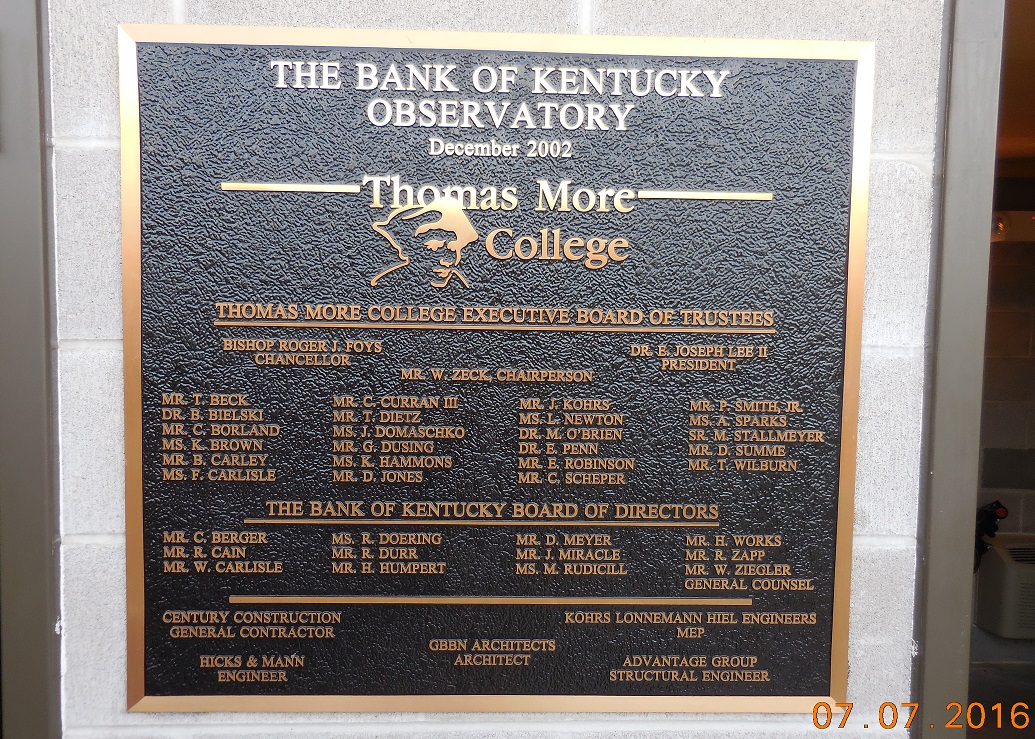 THE BANK OF KENTUCKY
OBSERVATORY
December 2002
Thomas More
College
THOMAS MORE COLLEGE EXECUTIVE BOARD OF TRUSTEES
BISHOP ROGER J. FOYS
CHANCELLOR
DR. E. JOSEPH LEE II
PRESIDENT
MR. W. ZECK, CHAIRPERSON
MR. T. BECK
DR. B. BIELSKI
MR. C. BORLAND
MS. K. BROWN
MR. B. CARLEY
MS. F. CARLISLE
MR. C. CURRAN III
MR. T. DIETZ
MS. J. DOMASCHKO
MR. G. DUSING
MS. K. HAMMONS
MR. D. JONES
MR. J. KOHRS
MS. L. NEWTON
DR. M. O'BRIEN
DR. E. PENN
MR. E. ROBINSON
MR. C. SCHEPER
MR. P. SMITH, JR.
MS. A. SPARKS
SR. M. STALLMEYER
MR. D. SUMME
MR. T. WILBURN
THE BANK OF KENTUCKY BOARD OF DIRECTORS
MR. C. BERGER
MR. R. CAIN
MR. W. CARLISLE
MS. R. DOERING
MR. R. DURR
MR. H. HUMPERT
MR. D. MEYER
MR. J. MIRACLE
MS. M. RUDICILL
MR. H. WORKS
MR. R. ZAPP
MR. W. ZIEGLER
GENERAL COUNSEL
CENTURY CONSTRUCTION
GENERAL CONTRACTOR
KOHRS LONNEMANN HIEL ENGINEERS
MEP
GBBN ARCHITECTS
ARCHITECT
HICKS & MANN
ENGINEER
ADVANTAGE GROUP
STRUCTURAL ENGINEER
07.07.2016